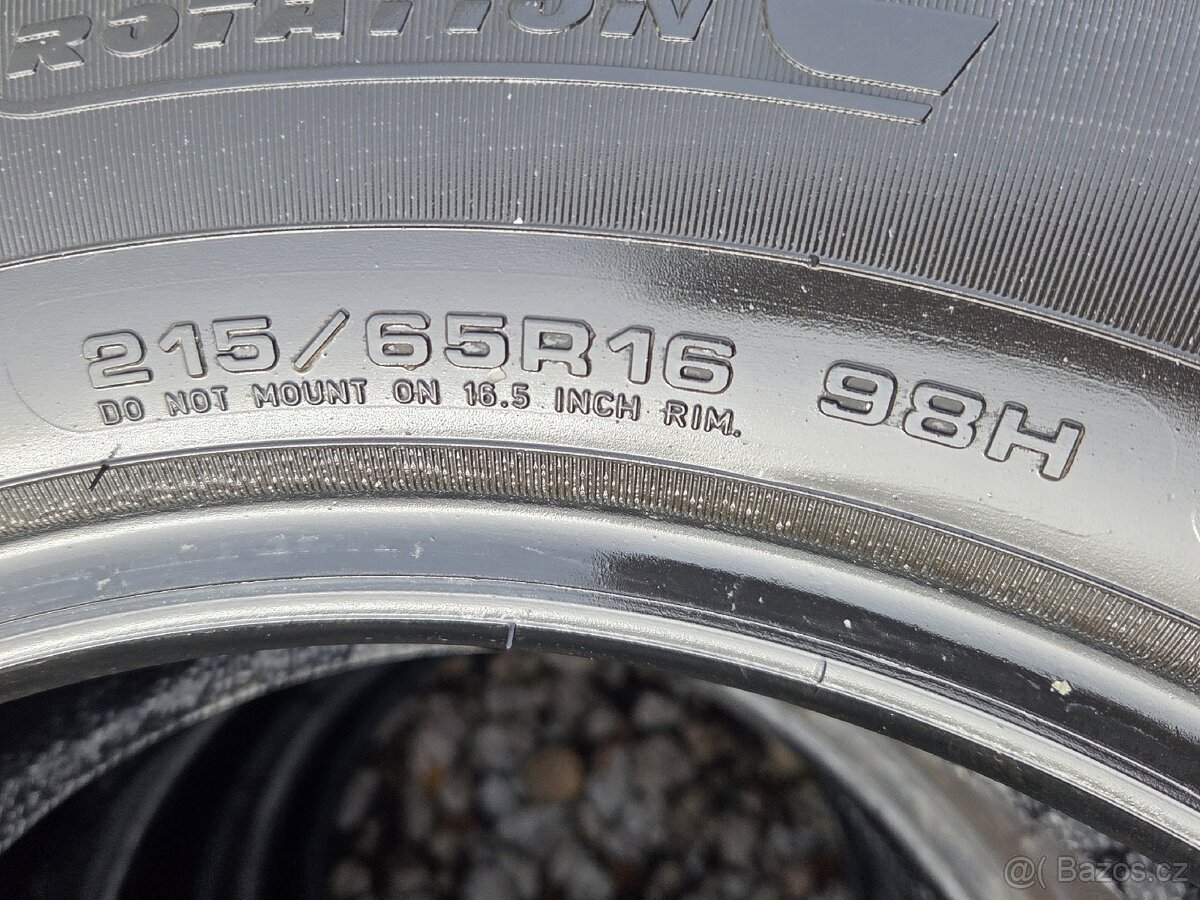 ROTATION
215/65R16 98H
DO NOT MOUNT ON 16.5 INCH RIM.
@( Bazos.cz